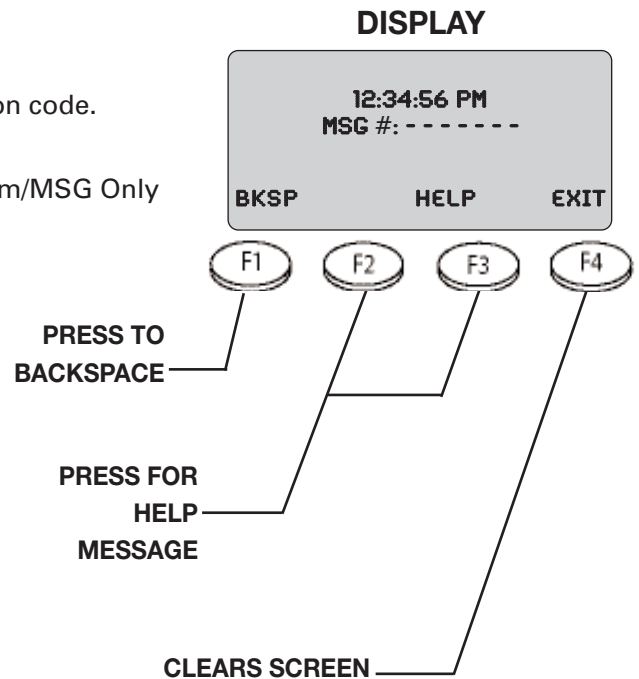 DISPLAY
on code.
m/MSG Only
12:34:56 PM
MSG #:- - - - - - -
BKSP HELP EXIT
F1 F2 F3 F4
PRESS TO
BACKSPACE
PRESS FOR
HELP
MESSAGE
CLEARS SCREEN